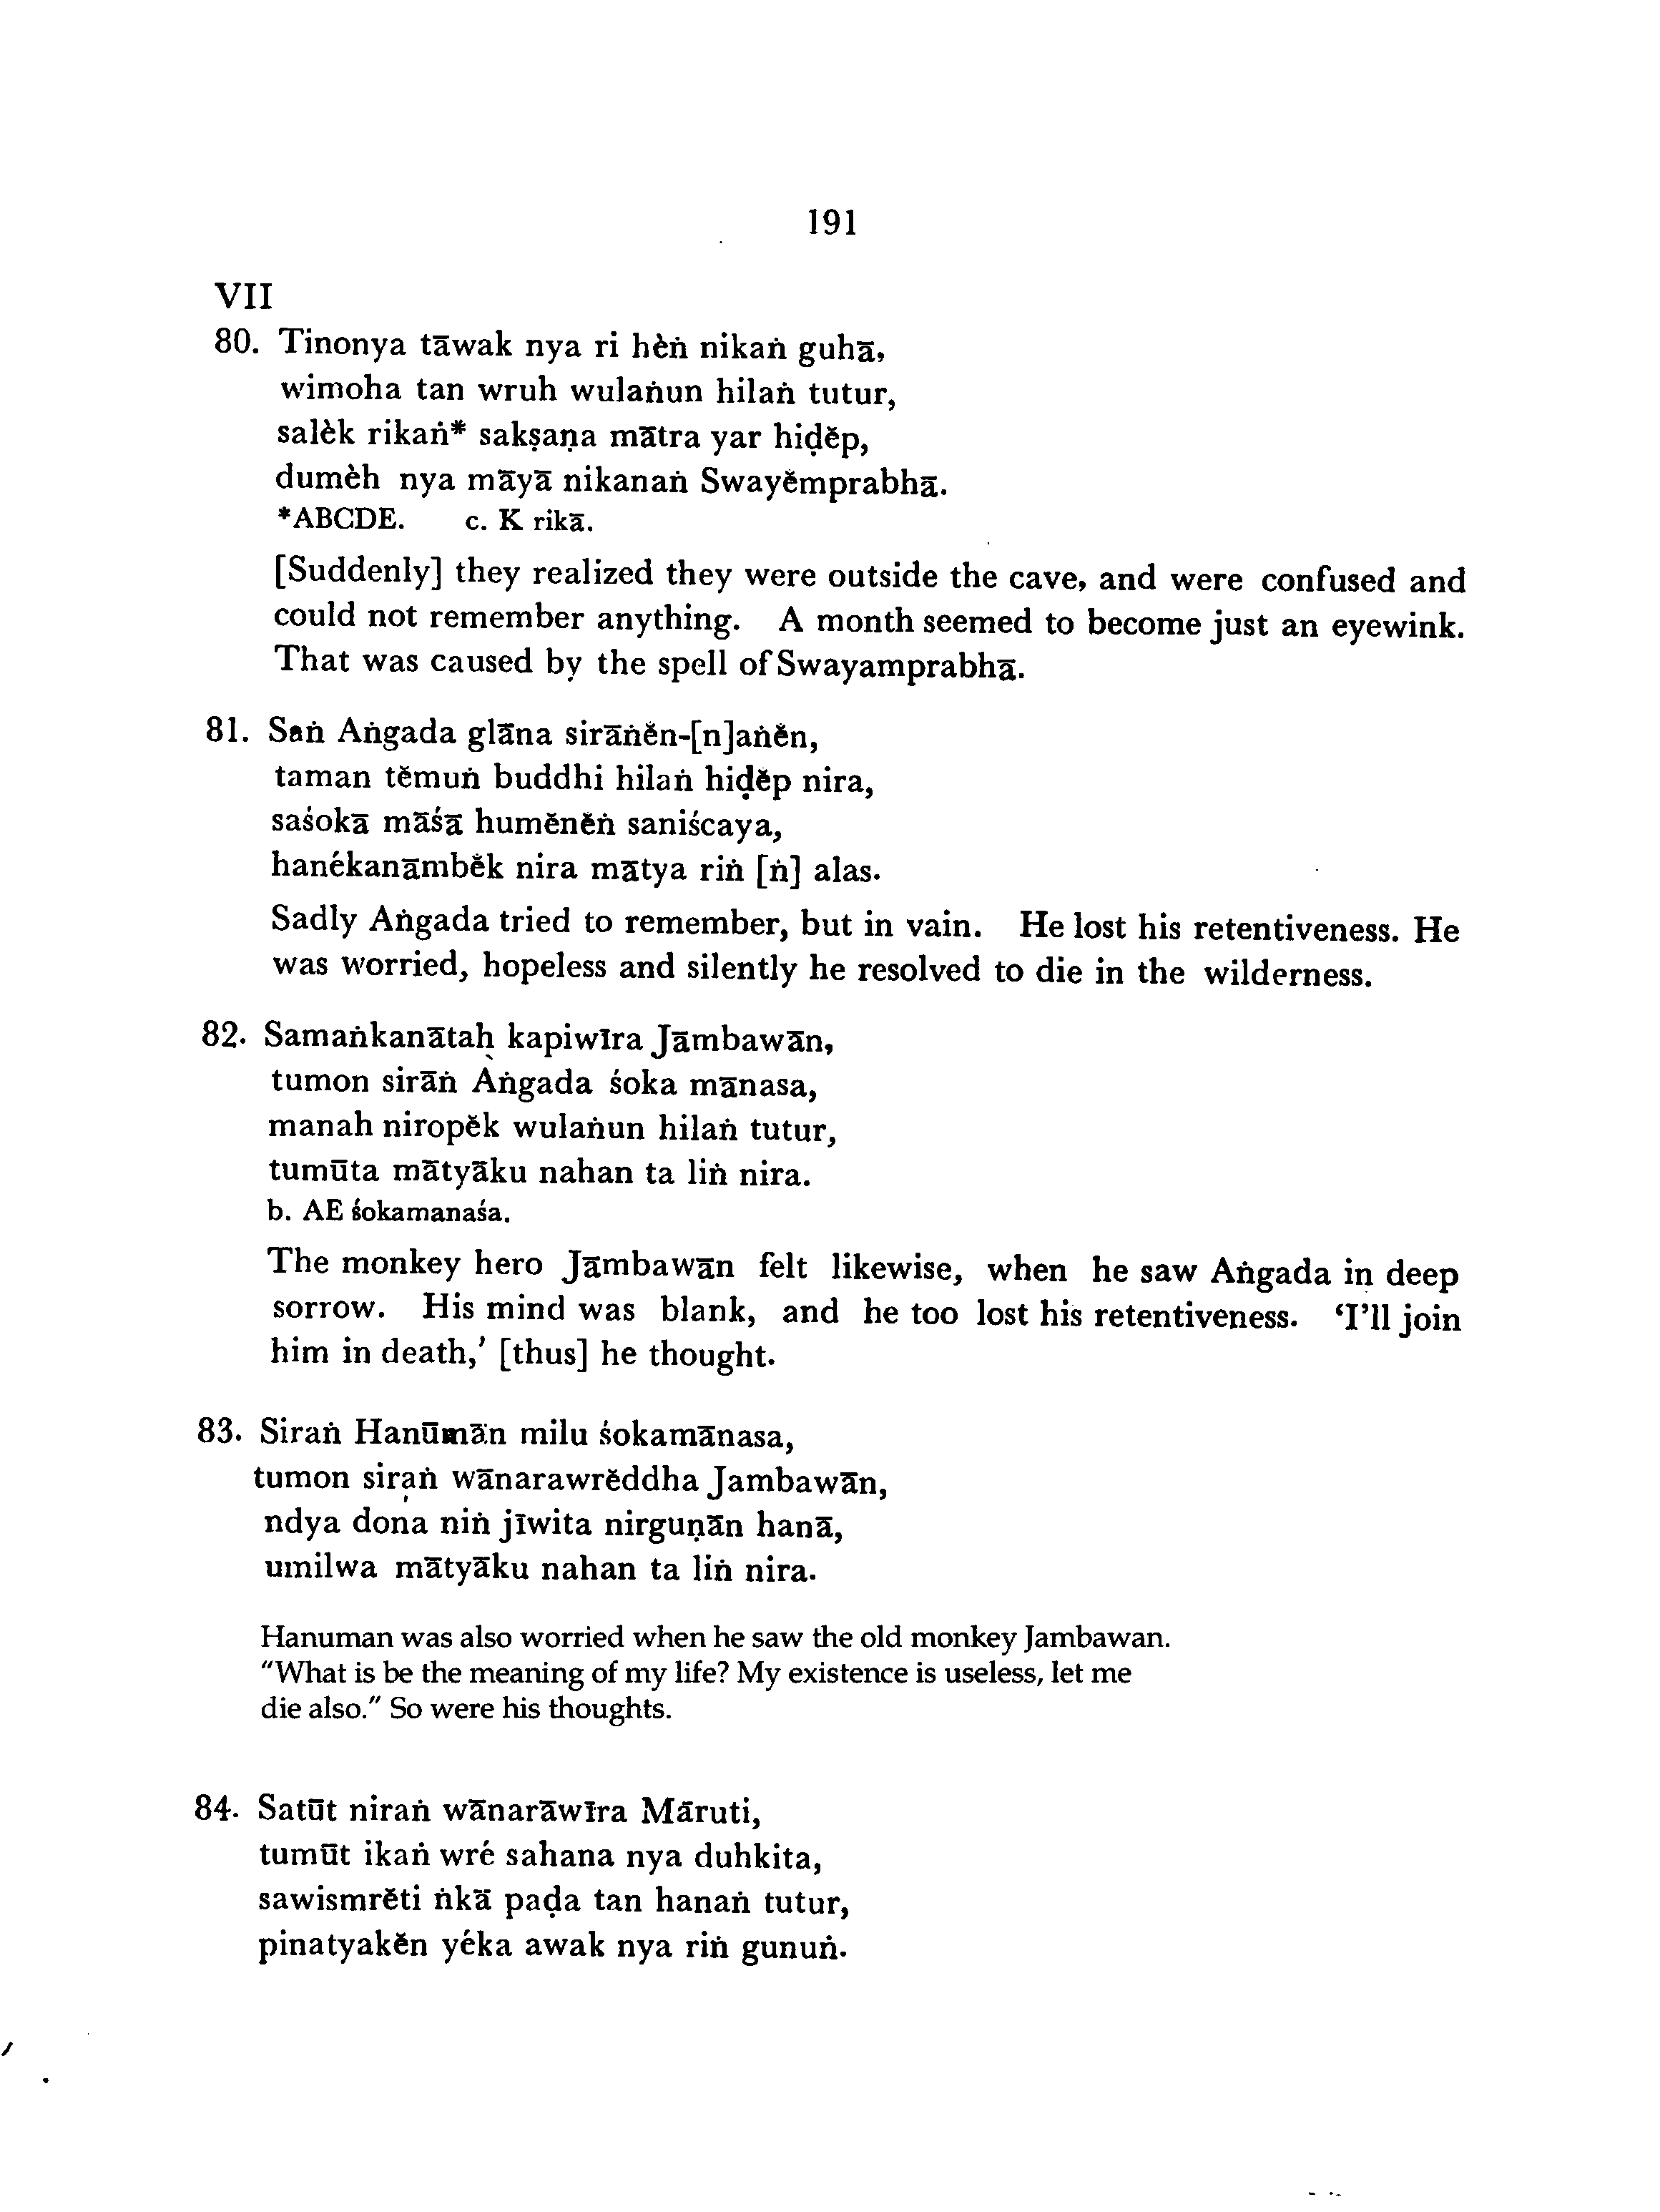 191
VII
80. Tinonya tāwak nya ri hèṅ nikaṅ guhā,
wimoha tan wruh wulaṅun hilaṅ tutur,
salèk rikaṅ* sakṣaṇa mātra yar hiḍĕp,
dumèh nya māyā nikanaṅ Swayĕmprabhā.
*ABCDE. c. K rikā.
[Suddenly] they realized they were outside the cave, and were confused and
could not remember anything. A month seemed to become just an eyewink.
That was caused by the spell of Swayamprabhā.
81. Saṅ Aṅgada glāna sirāṅĕn-[n]aṅĕn,
taman tĕmuṅ buddhi hilaṅ hiḍĕp nira,
saśokā māśā humĕnĕṅ saniścaya,
hanékanāmbĕk nira mātya riṅ [ṅ] alas.
Sadly Aṅgada tried to remember, but in vain. He lost his retentiveness. He
was worried, hopeless and silently he resolved to die in the wilderness.
82. Samaṅkanātaḥ kapiwīra Jāmbawān,
tumon sirāṅ Aṅgada śoka mānasa,
manah niropĕk wulaṅun hilaṅ tutur,
tumūta mātyāku nahan ta liṅ nira.
b. AE śokamanaśa.
The monkey hero Jāmbawān felt likewise, when he saw Aṅgada in deep
sorrow. His mind was blank, and he too lost his retentiveness. ‘I’ll join
him in death,’ [thus] he thought.
83. Siraṅ Hanūmān milu śokamānasa,
tumon siraṅ wānarawrĕddha Jambawān,
ndya dona niṅ jīwita nirguṇān hanā,
umilwa mātyāku nahan ta liṅ nira.
Hanuman was also worried when he saw the old monkey Jambawan.
"What is be the meaning of my life? My existence is useless, let me
die also." So were his thoughts.
84. Satūt niraṅ wānarāwīra Māruti,
tumūt ikaṅ wré sahana nya duhkita,
sawismrĕti ṅkā paḍa tan hanaṅ tutur,
pinatyakĕn yéka awak nya riṅ gunuṅ.